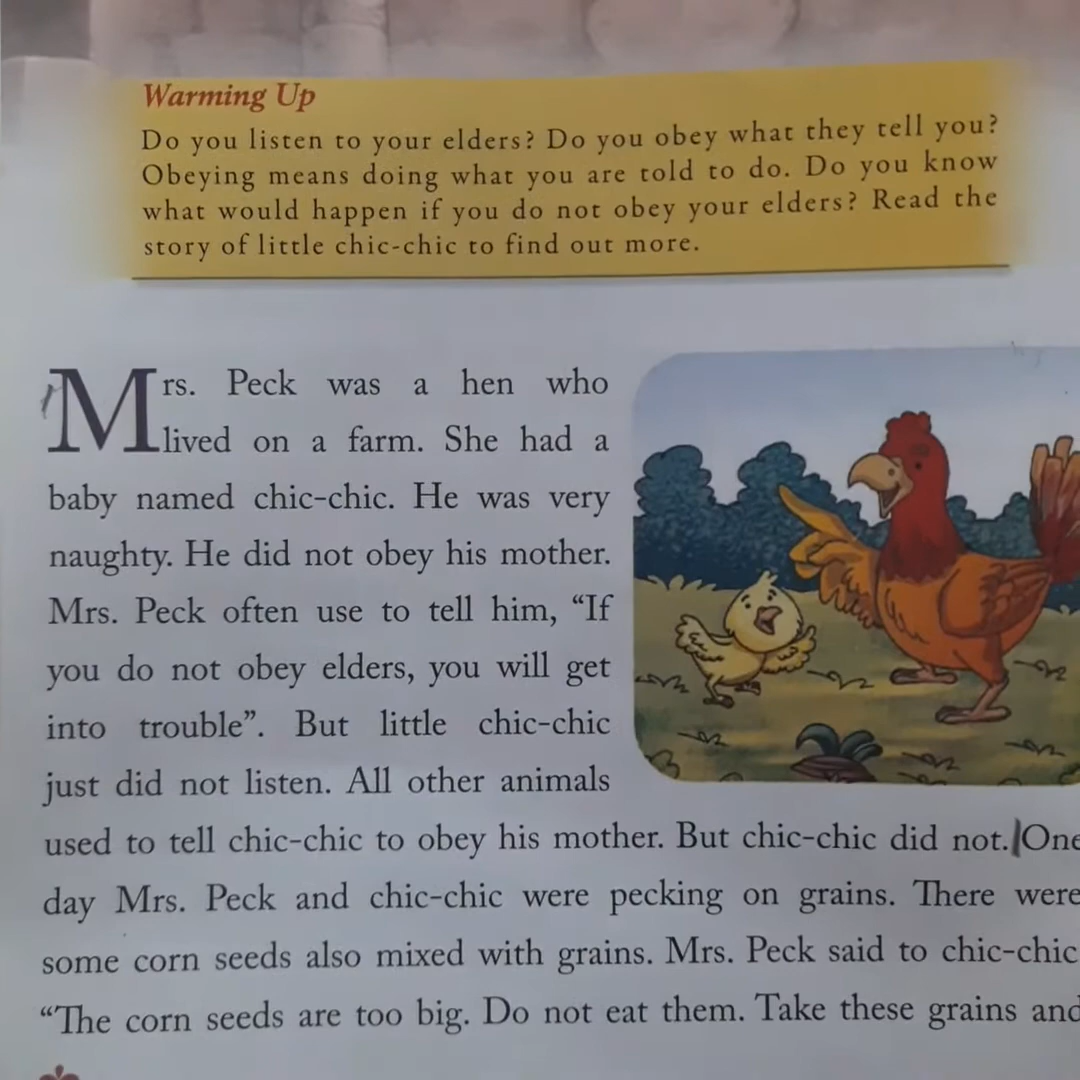 Warming Up
Do you listen to your elders? Do you obey what they tell you?
Obeying means doing what you are told to do. Do you know
what would happen if you do not obey your elders? Read the
story of little chic-chic to find out more.
Mrs. Peck was a hen who
lived on a farm. She had a
baby named chic-chic. He was very
naughty. He did not obey his mother.
Mrs. Peck often use to tell him, “If
you do not obey elders, you will get
into trouble”. But little chic-chic
just did not listen. All other animals
used to tell chic-chic to obey his mother. But chic-chic did not. One
day Mrs. Peck and chic-chic were pecking on grains. There were
some corn seeds also mixed with grains. Mrs. Peck said to chic-chic
“The corn seeds are too big. Do not eat them. Take these grains and